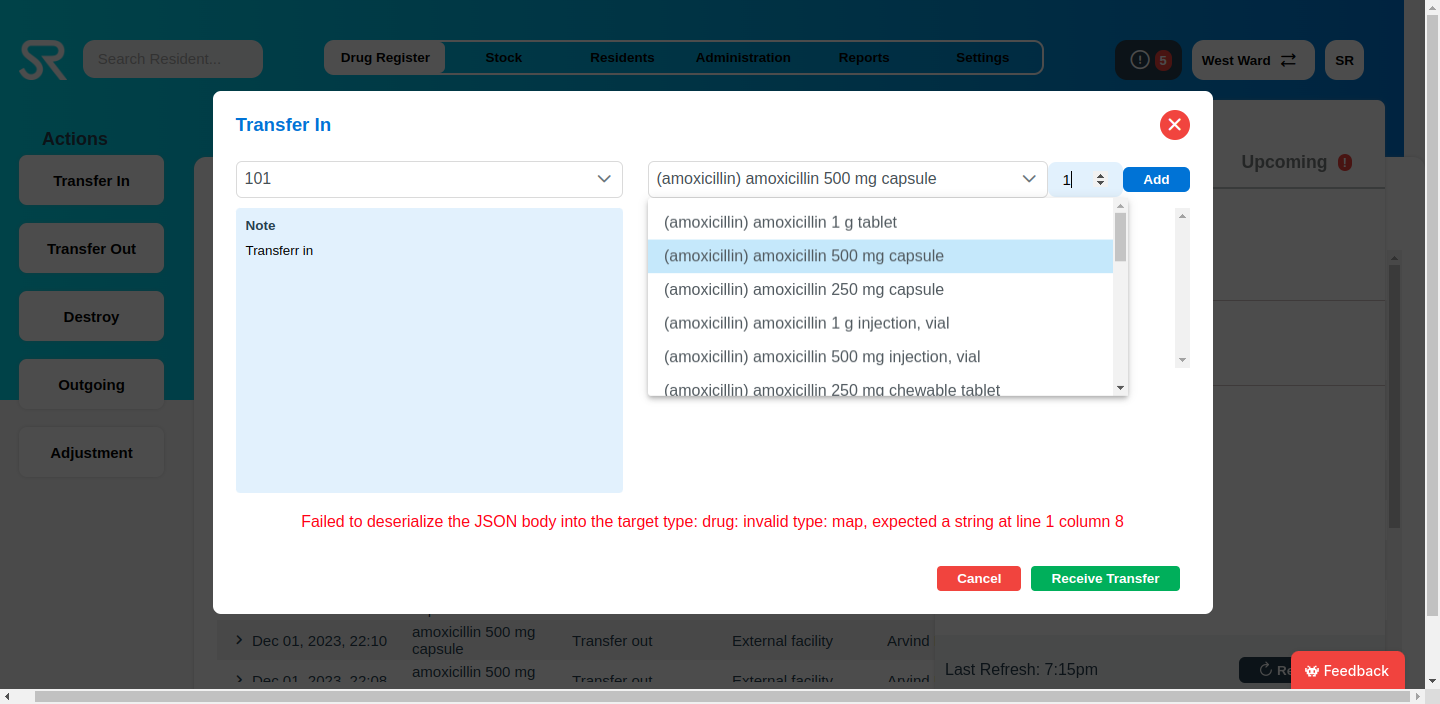 SR
Search Resident...
Drug Register
Stock
Residents
Administration
Reports
Settings
5
West Ward
SR
Actions
Transfer In
Transfer Out
Destroy
Outgoing
Adjustment
Upcoming
Transfer In
101
(amoxicillin) amoxicillin 500 mg capsule
1
Add
Note
Transferr in
(amoxicillin) amoxicillin 1 g tablet
(amoxicillin) amoxicillin 500 mg capsule
(amoxicillin) amoxicillin 250 mg capsule
(amoxicillin) amoxicillin 1 g injection, vial
(amoxicillin) amoxicillin 500 mg injection, vial
(amoxicillin) amoxicillin 250 mg chewable tablet
Failed to deserialize the JSON body into the target type: drug: invalid type: map, expected a string at line 1 column 8
Cancel
Receive Transfer
Dec 01, 2023, 22:10
amoxicillin 500 mg
capsule
Transfer out
External facility
Arvind
Dec 01, 2023, 22:08
amoxicillin 500 mg
Transfer out
External facility
Arvind
Last Refresh: 7:15pm
Re
Feedback